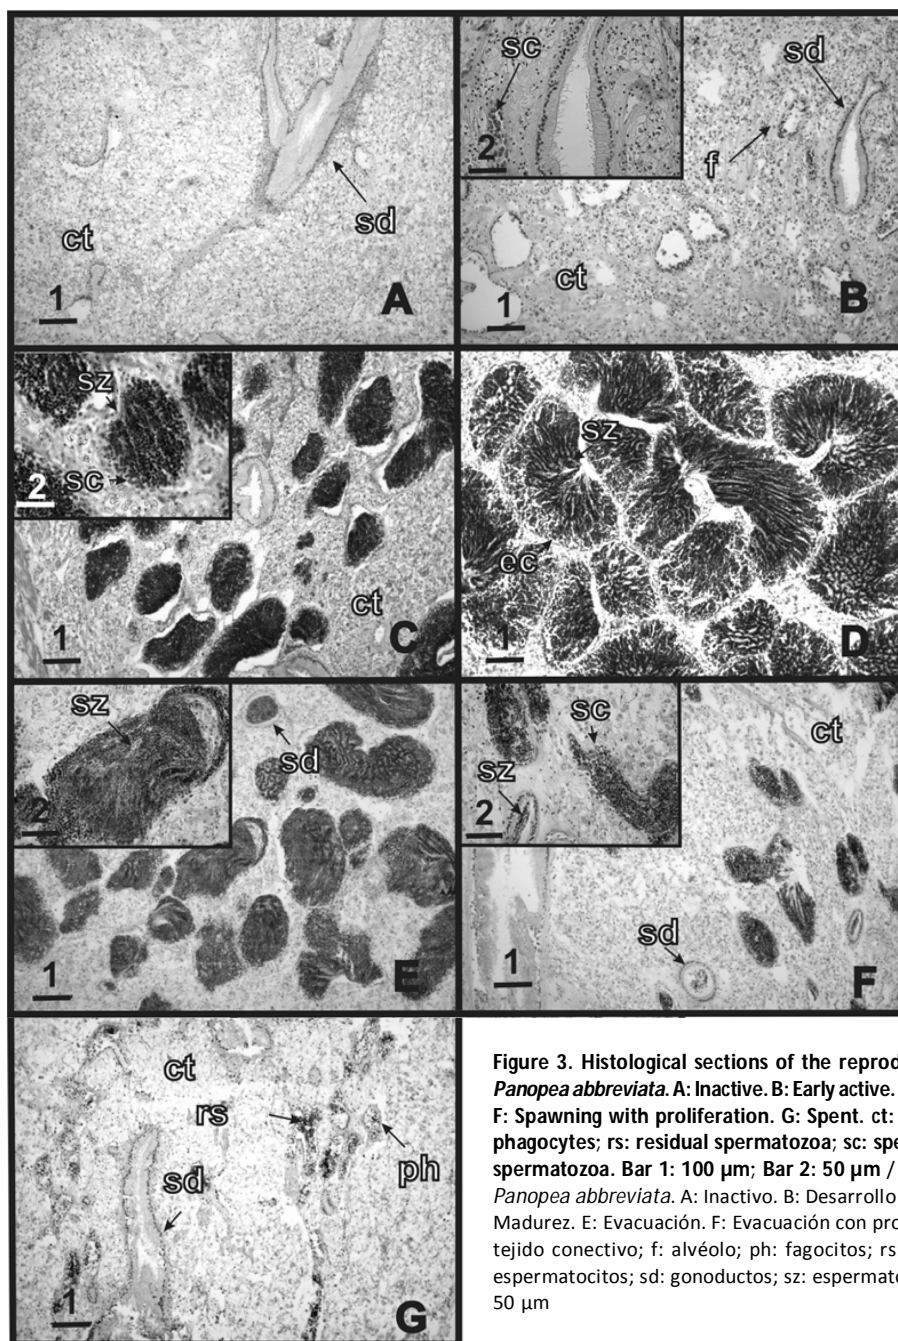 sd
ct
1
A
sc
2
sd
f
ct
1
B
sz
2
sc
ct
1
C
sz
ec
1
D
sz
2
sd
1
E
sc
sz
2
ct
sd
1
F
ct
rs
ph
sd
1
G
Figure 3. Histological sections of the reprod
Panopea abbreviata. A: Inactive. B: Early active.
F: Spawning with proliferation. G: Spent. ct:
phagocytes; rs: residual spermatozoa; sc: spe
spermatozoa. Bar 1: 100 µm; Bar 2: 50 µm /
Panopea abbreviata. A: Inactivo. B: Desarrollo
Madurez. E: Evacuación. F: Evacuación con pro
tejido conectivo; f: alvéolo; ph: fagocitos; rs
espermatocitos; sd: gonoductos; sz: espermato
50 µm